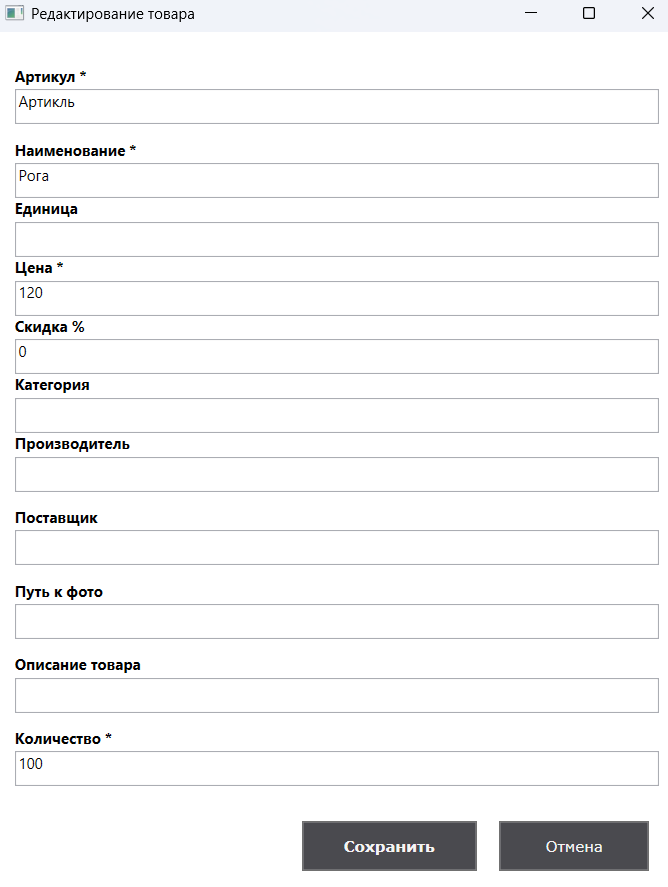 Редактирование товара
Артикул *
Артикль
Наименование *
Рога
Единица
Цена *
120
Скидка %
0
Категория
Производитель
Поставщик
Путь к фото
Описание товара
Количество *
100
Сохранить
Отмена